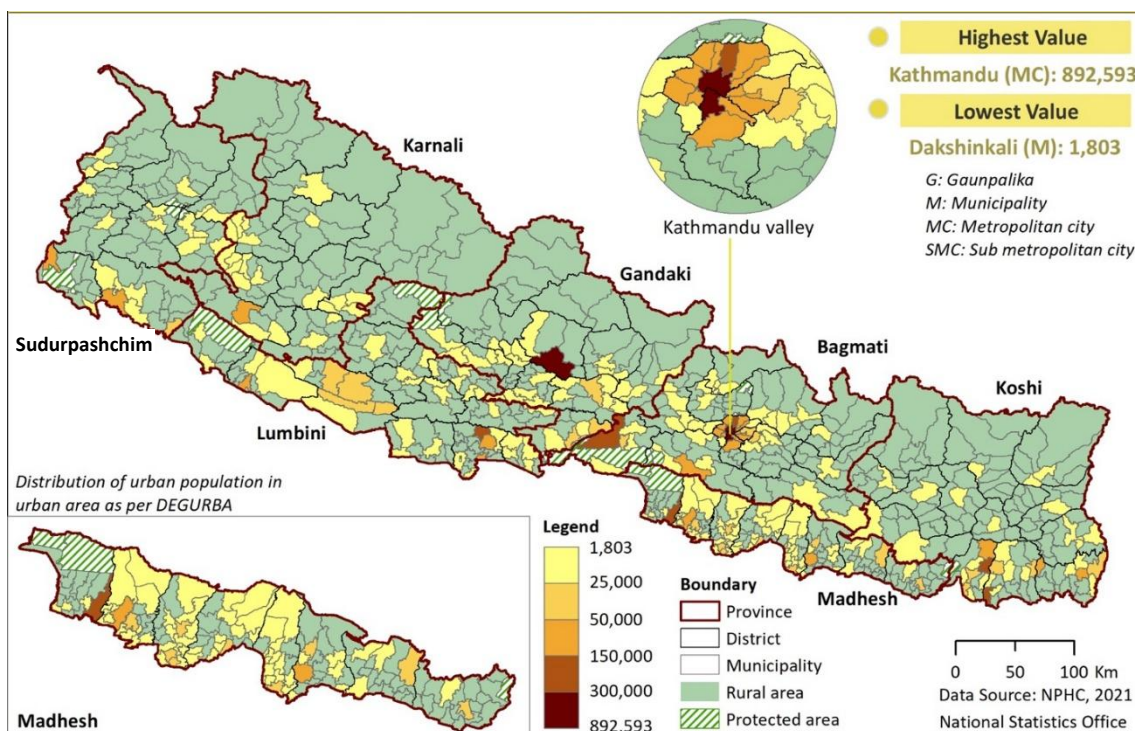 Highest Value
Kathmandu (MC): 892,593
Lowest Value
Dakshinkali (M): 1,803
G: Gaunpalika
M: Municipality
MC: Metropolitan city
SMC: Sub metropolitan city
Karnali
Kathmandu valley
Gandaki
Sudurpashchim
Bagmati
Koshi
Lumbini
Distribution of urban population in
urban area as per DEGURBA
Madhesh
Legend
1,803
25,000
50,000
150,000
300,000
892,593
Boundary
Province
District
Municipality
Rural area
Protected area
Madhesh
0 50 100 Km
Data Source: NPHC, 2021
National Statistics Office